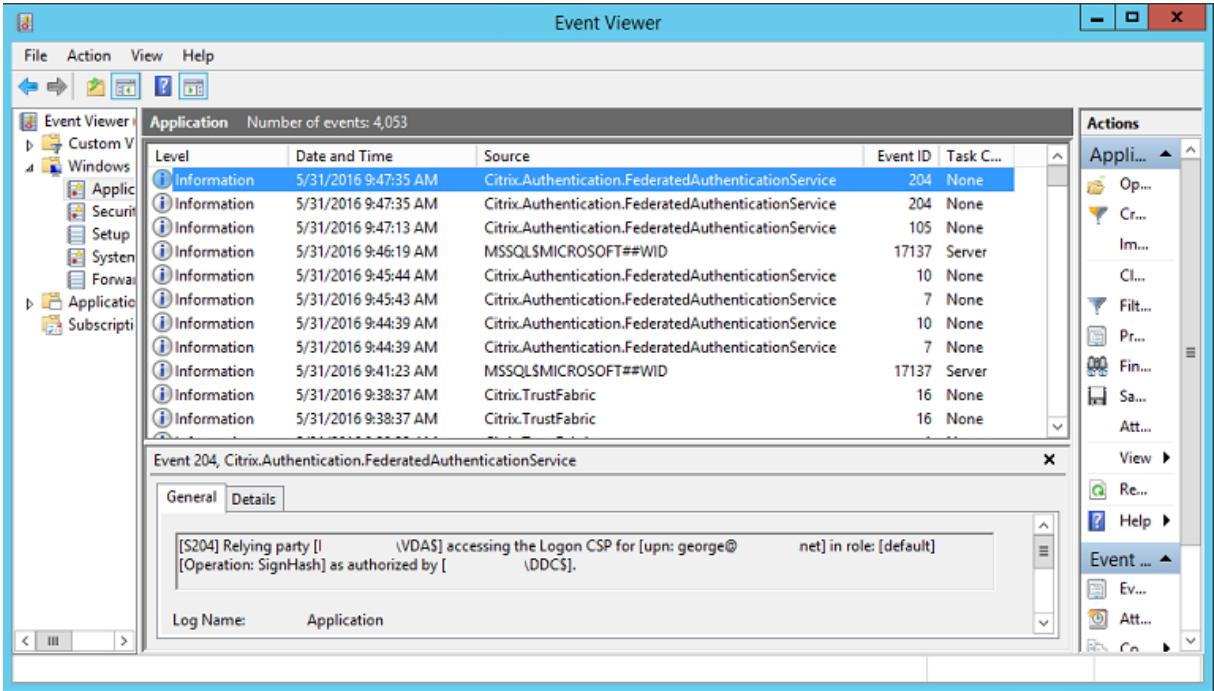 Event Viewer
File Action View Help
Event Viewer
Custom V
Windows
Applic
Securit
Setup
System
Forwar
Applicatio
Subscripti
Application Number of events: 4,053
Level Date and Time Source Event ID Task C...
Information 5/31/2016 9:47:35 AM Citrix.Authentication.FederatedAuthenticationService 204 None
Information 5/31/2016 9:47:35 AM Citrix.Authentication.FederatedAuthenticationService 204 None
Information 5/31/2016 9:47:13 AM Citrix.Authentication.FederatedAuthenticationService 105 None
Information 5/31/2016 9:46:19 AM MSSQL$MICROSOFT##WID 17137 Server
Information 5/31/2016 9:45:44 AM Citrix.Authentication.FederatedAuthenticationService 10 None
Information 5/31/2016 9:45:43 AM Citrix.Authentication.FederatedAuthenticationService 7 None
Information 5/31/2016 9:44:39 AM Citrix.Authentication.FederatedAuthenticationService 10 None
Information 5/31/2016 9:44:39 AM Citrix.Authentication.FederatedAuthenticationService 7 None
Information 5/31/2016 9:41:23 AM MSSQL$MICROSOFT##WID 17137 Server
Information 5/31/2016 9:38:37 AM Citrix.TrustFabric 16 None
Information 5/31/2016 9:38:37 AM Citrix.TrustFabric 16 None
Event 204, Citrix.Authentication.FederatedAuthenticationService
General Details
[S204] Relying party [ \VDA$] accessing the Logon CSP for [upn: george@ net] in role: [default]
[Operation: SignHash] as authorized by [ \DDC$].
Log Name: Application
Actions
Appli...
Op...
Cr...
Im...
Cl...
Filt...
Pr...
Fin...
Sa...
Att...
View
Re...
Help
Event ...
Ev...
Att...
Co